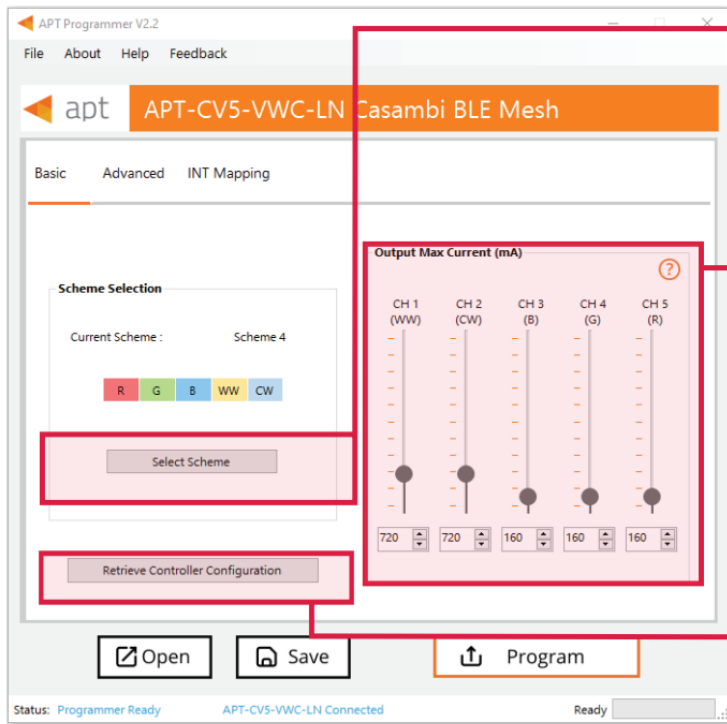 APT Programmer V2.2
File About Help Feedback
apt APT-CV5-VWC-LN Casambi BLE Mesh
Basic Advanced INT Mapping
Scheme Selection
Current Scheme : Scheme 4
R G B WW CW
Select Scheme
Retrieve Controller Configuration
Output Max Current (mA)
?
CH 1 CH 2 CH 3 CH 4 CH 5
(WW) (CW) (B) (G) (R)
720 720 160 160 160
Open Save Program
Status: Programmer Ready APT-CV5-VWC-LN Connected Ready